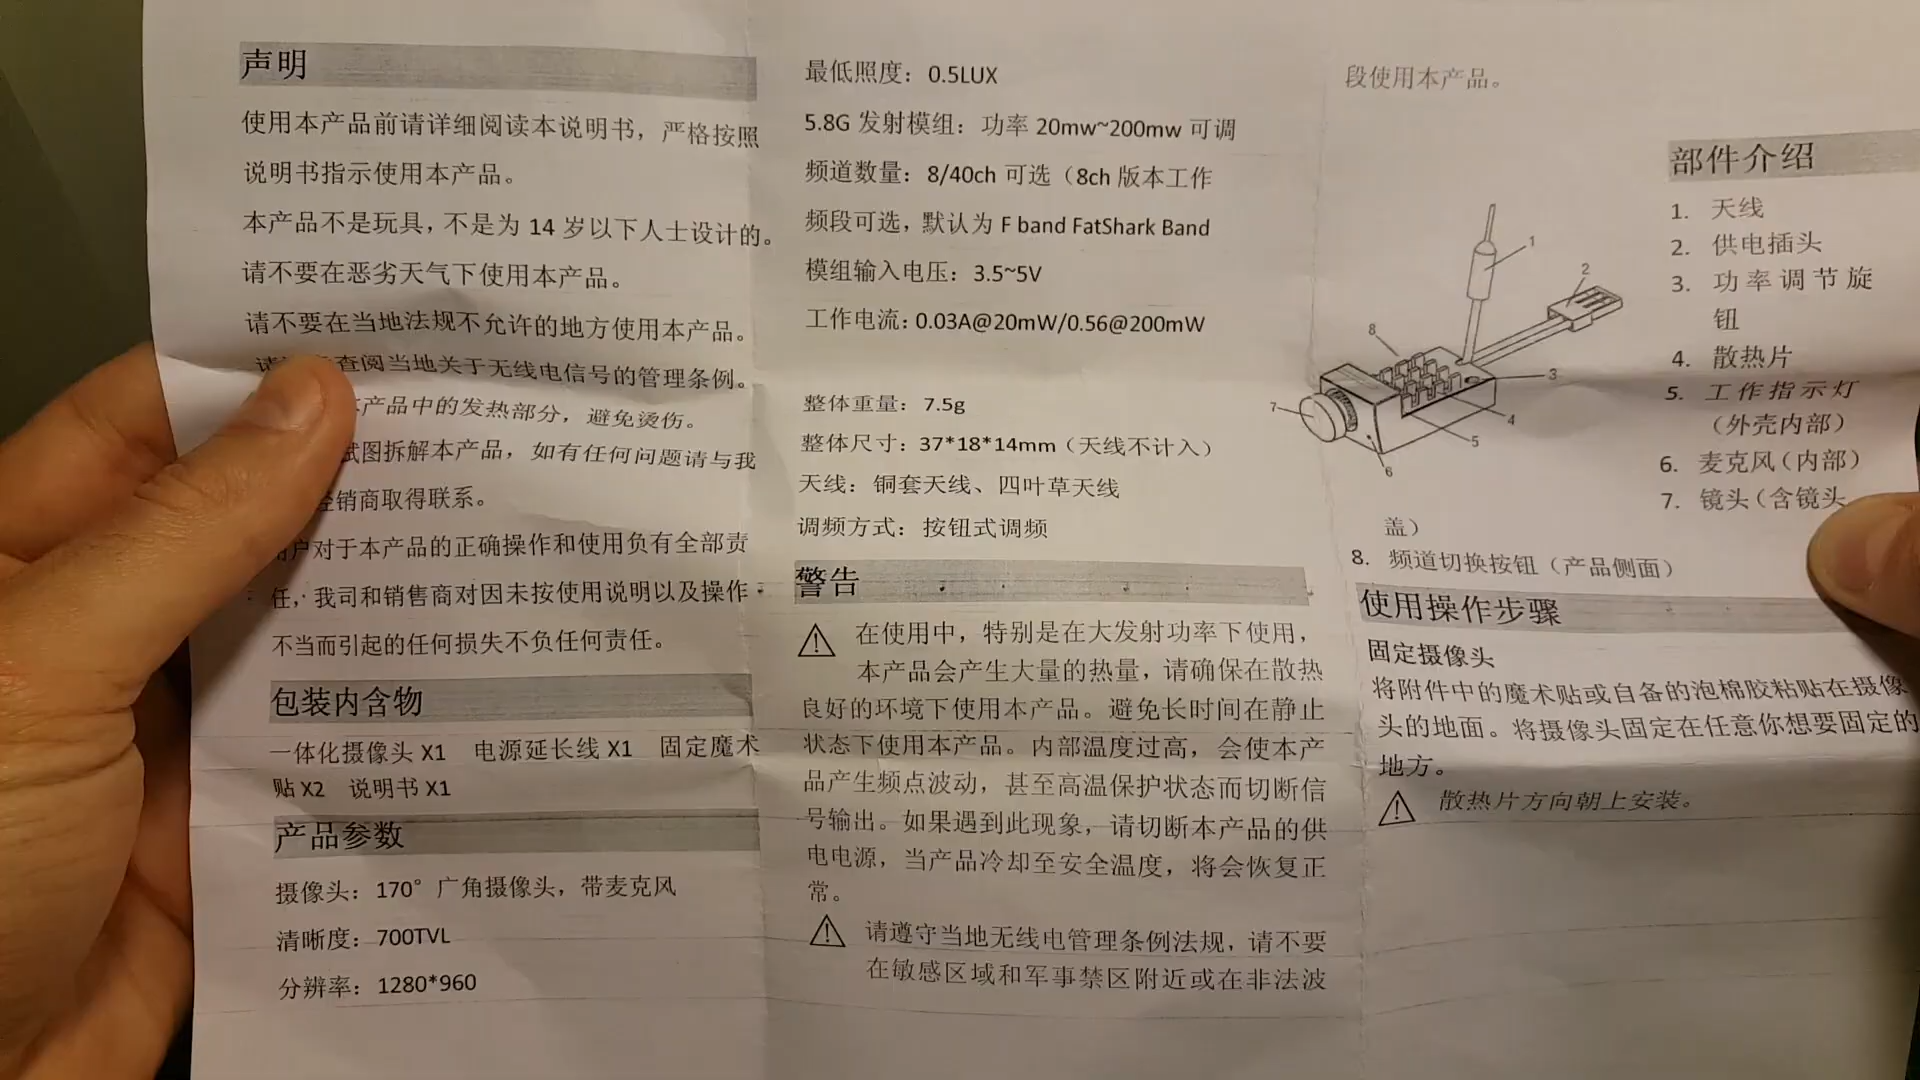 声明
使用本产品前请详细阅读本说明书，严格按照
说明书指示使用本产品。
本产品不是玩具，不是为 14 岁以下人士设计的。
请不要在恶劣天气下使用本产品。
请不要在当地法规不允许的地方使用本产品。
查阅当地关于无线电信号的管理条例。
产品中的发热部分，避免烫伤。
试图拆解本产品，如有任何问题请与我
经销商取得联系。
用户对于本产品的正确操作和使用负有全部责
任，我司和销售商对因未按使用说明以及操作
不当而引起的任何损失不负任何责任。
包装内含物
一体化摄像头 X1 电源延长线 X1 固定魔术
贴 X2 说明书 X1
产品参数
摄像头：170° 广角摄像头，带麦克风
清晰度：700TVL
分辨率：1280*960
最低照度：0.5LUX
5.8G 发射模组：功率 20mw~200mw 可调
频道数量：8/40ch 可选（8ch 版本工作
频段可选，默认为 F band FatShark Band
模组输入电压：3.5~5V
工作电流：0.03A@20mW/0.56@200mW
整体重量：7.5g
整体尺寸：37*18*14mm（天线不计入）
天线：铜套天线、四叶草天线
调频方式：按钮式调频
警告
在使用中，特别是在大发射功率下使用，
本产品会产生大量的热量，请确保在散热
良好的环境下使用本产品。避免长时间在静止
状态下使用本产品。内部温度过高，会使本产
品产生频点波动，甚至高温保护状态而切断信
号输出。如果遇到此现象，请切断本产品的供
电电源，当产品冷却至安全温度，将会恢复正
常。
请遵守当地无线电管理条例法规，请不要
在敏感区域和军事禁区附近或在非法波
段使用本产品。
部件介绍
1. 天线
2. 供电插头
3. 功率调节旋
钮
4. 散热片
5. 工作指示灯
（外壳内部）
6. 麦克风（内部）
7. 镜头（含镜头
盖）
8. 频道切换按钮（产品侧面）
1
2
8
3
7
4
5
6
使用操作步骤
固定摄像头
将附件中的魔术贴或自备的泡棉胶粘贴在摄像
头的地面。将摄像头固定在任意你想要固定的
地方。
散热片方向朝上安装。